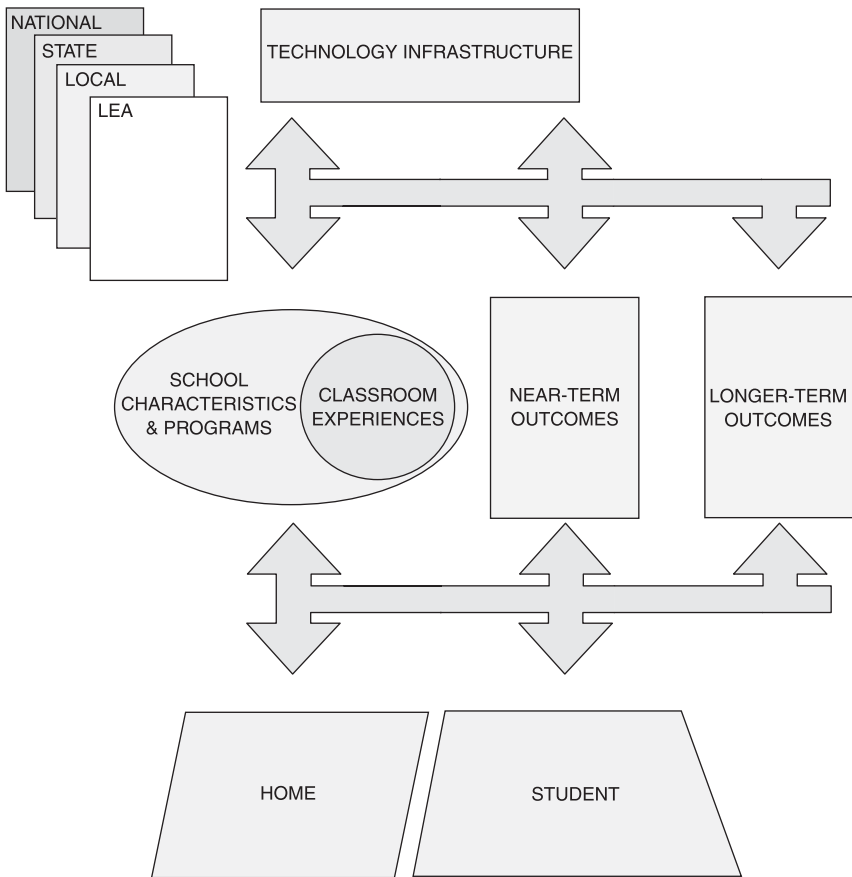 NATIONAL
STATE
LOCAL
LEA
TECHNOLOGY INFRASTRUCTURE
SCHOOL
CHARACTERISTICS
& PROGRAMS
CLASSROOM
EXPERIENCES
NEAR-TERM
OUTCOMES
LONGER-TERM
OUTCOMES
HOME
STUDENT